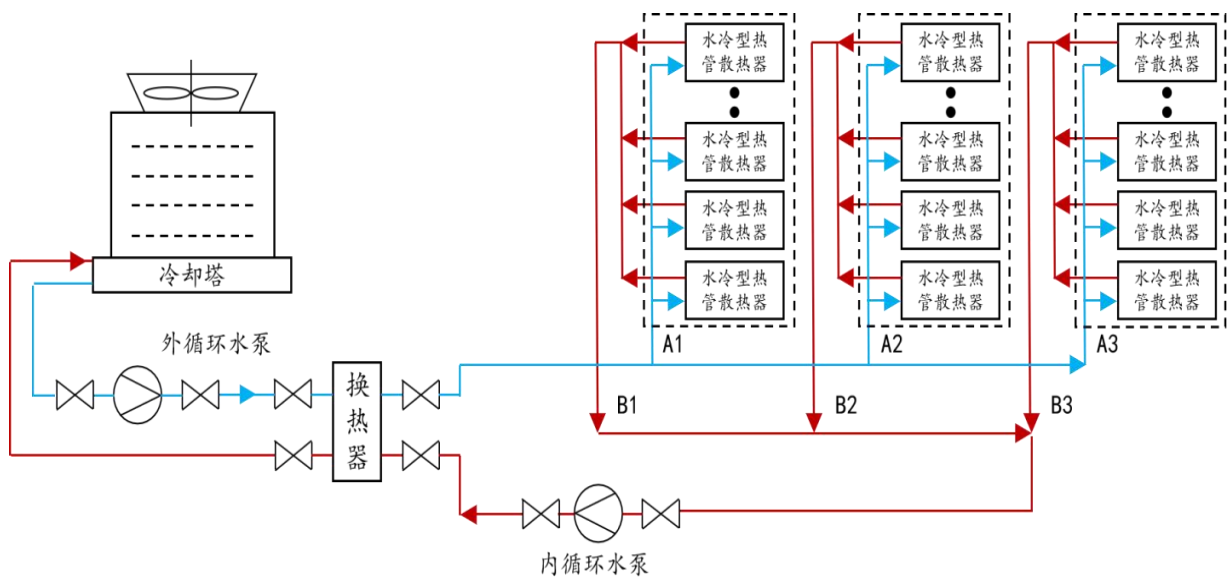 水冷型热
管散热器
水冷型热
管散热器
水冷型热
管散热器
水冷型热
管散热器
水冷型热
管散热器
水冷型热
管散热器
水冷型热
管散热器
水冷型热
管散热器
水冷型热
管散热器
水冷型热
管散热器
水冷型热
管散热器
水冷型热
管散热器
冷却塔
外循环水泵
A1
A2
A3
换热器
B1
B2
B3
内循环水泵